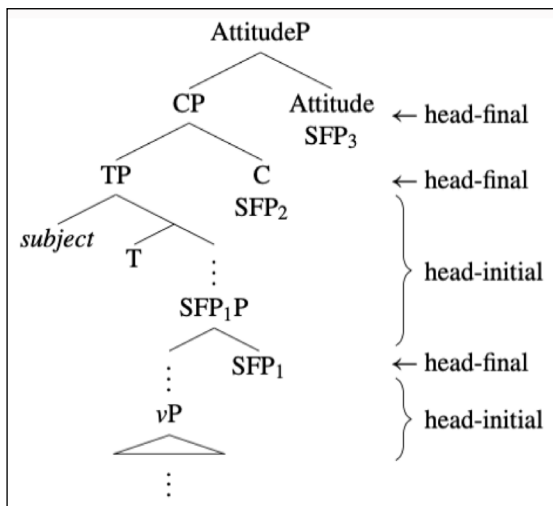 AttitudeP
CP Attitude ← head-final
SFP₃
TP C ← head-final
SFP₂
subject T
⋮ head-initial
SFP₁P
⋮ SFP₁ ← head-final
vP head-initial
⋮